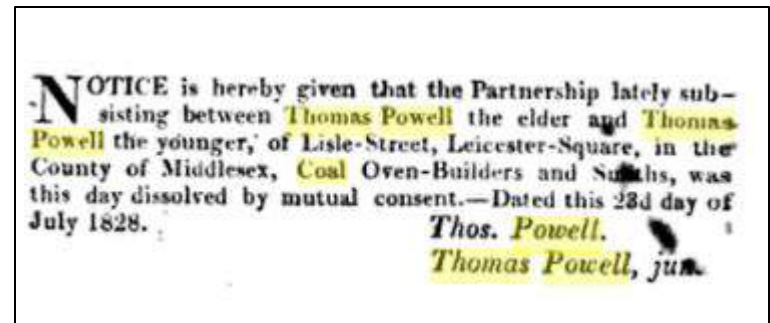 NOTICE is hereby given that the Partnership lately sub-
sisting between Thomas Powell the elder and Thomas
Powell the younger, of Lisle-Street, Leicester-Square, in the
County of Middlesex, Coal Oven-Builders and Smiths, was
this day dissolved by mutual consent.—Dated this 23d day of
July 1828.
Thos. Powell.
Thomas Powell, jun.